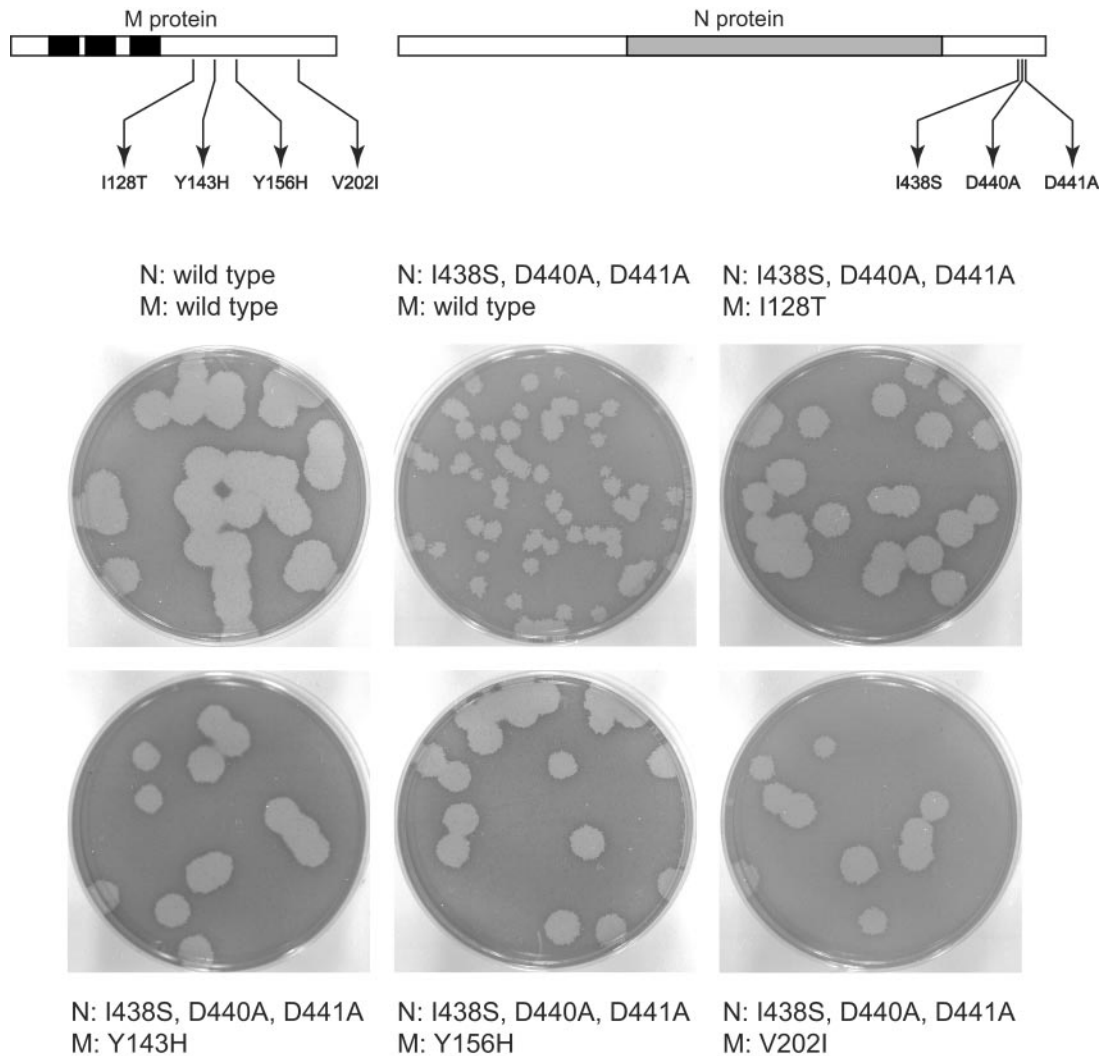 M protein
N protein
I128T
Y143H
Y156H
V202I
I438S
D440A
D441A
N: wild type
M: wild type
N: I438S, D440A, D441A
M: wild type
N: I438S, D440A, D441A
M: I128T
N: I438S, D440A, D441A
M: Y143H
N: I438S, D440A, D441A
M: Y156H
N: I438S, D440A, D441A
M: V202I